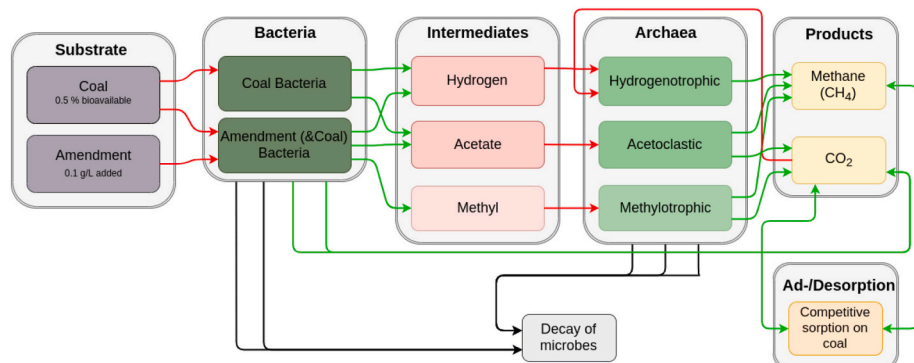 Substrate
Coal
0.5 % bioavailable
Amendment
0.1 g/L added
Bacteria
Coal Bacteria
Amendment (&Coal)
Bacteria
Intermediates
Hydrogen
Acetate
Methyl
Archaea
Hydrogenotrophic
Acetoclastic
Methylotrophic
Products
Methane
(CH₄)
CO₂
Ad-/Desorption
Competitive
sorption on
coal
Decay of
microbes